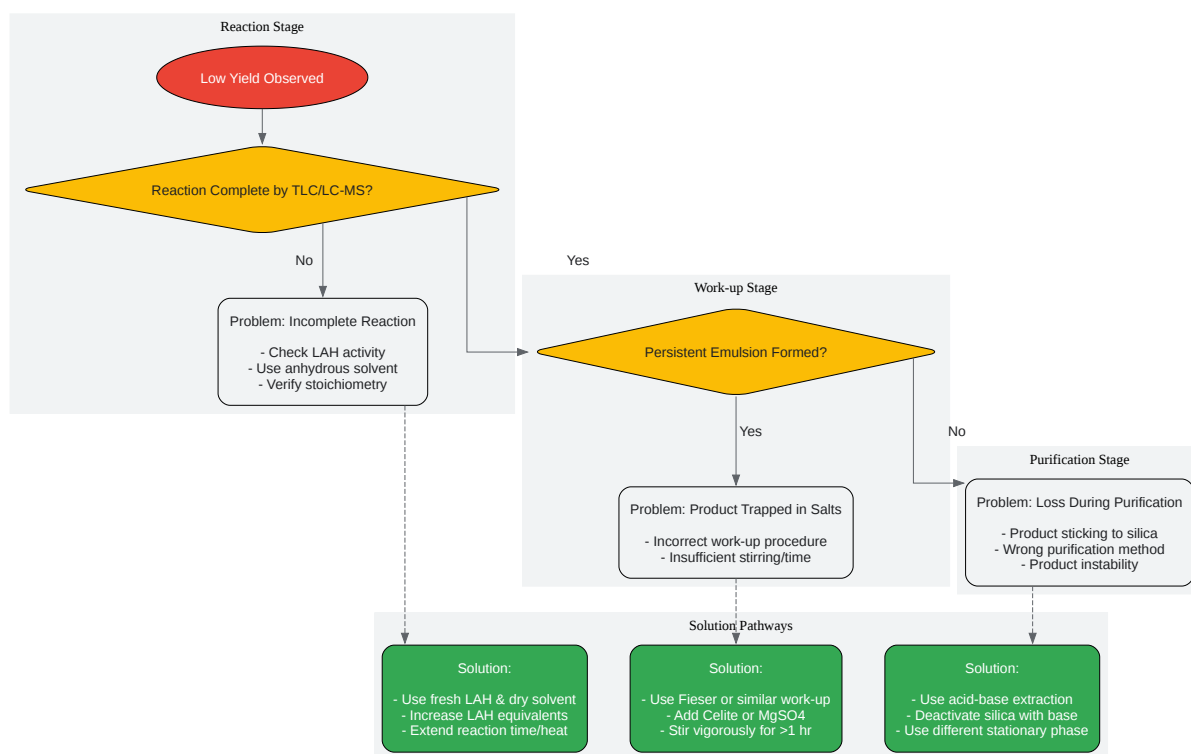 Reaction Stage
Low Yield Observed
Reaction Complete by TLC/LC-MS?
No
Yes
Problem: Incomplete Reaction
- Check LAH activity
- Use anhydrous solvent
- Verify stoichiometry
Work-up Stage
Persistent Emulsion Formed?
Yes
No
Problem: Product Trapped in Salts
- Incorrect work-up procedure
- Insufficient stirring/time
Purification Stage
Problem: Loss During Purification
- Product sticking to silica
- Wrong purification method
- Product instability
Solution Pathways
Solution:
- Use fresh LAH & dry solvent
- Increase LAH equivalents
- Extend reaction time/heat
Solution:
- Use Fieser or similar work-up
- Add Celite or MgSO4
- Stir vigorously for >1 hr
Solution:
- Use acid-base extraction
- Deactivate silica with base
- Use different stationary phase